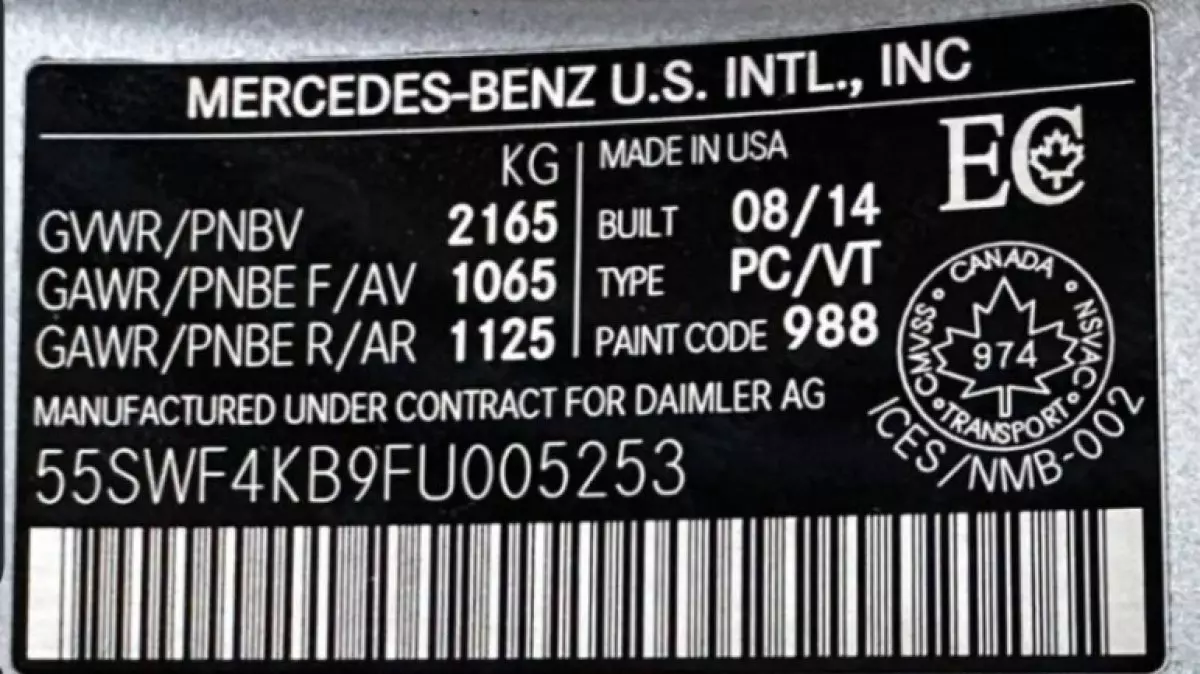 MERCEDES-BENZ U.S. INTL., INC
KG
GVWR/PNBV 2165
GAWR/PNBE F/AV 1065
GAWR/PNBE R/AR 1125
MADE IN USA
BUILT 08/14
TYPE PC/VT
PAINT CODE 988
EC
CANADA
CMVSS
NSVAC
974
TRANSPORT
ICES/NMB-002
MANUFACTURED UNDER CONTRACT FOR DAIMLER AG
55SWF4KB9FU005253